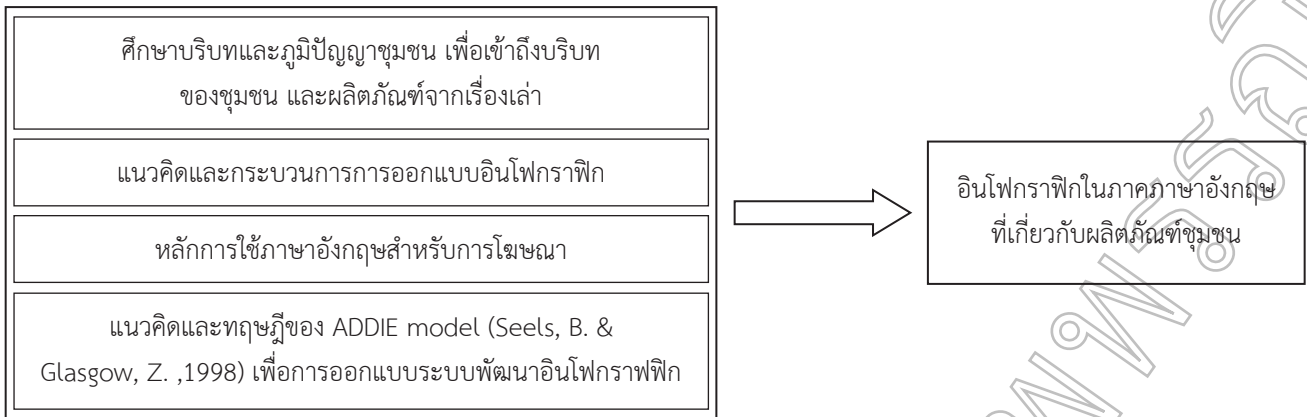 ศึกษาบริบทและภูมิปัญญาชุมชน เพื่อเข้าถึงบริบท
ของชุมชน และผลิตภัณฑ์จากเรื่องเล่า
แนวคิดและกระบวนการการออกแบบอินโฟกราฟิก
หลักการใช้ภาษาอังกฤษสำหรับการโฆษณา
แนวคิดและทฤษฎีของ ADDIE model (Seels, B. &
Glasgow, Z. ,1998) เพื่อการออกแบบระบบพัฒนาอินโฟกราฟฟิก
อินโฟกราฟิกในภาคภาษาอังกฤษ
ที่เกี่ยวกับผลิตภัณฑ์ชุมชน